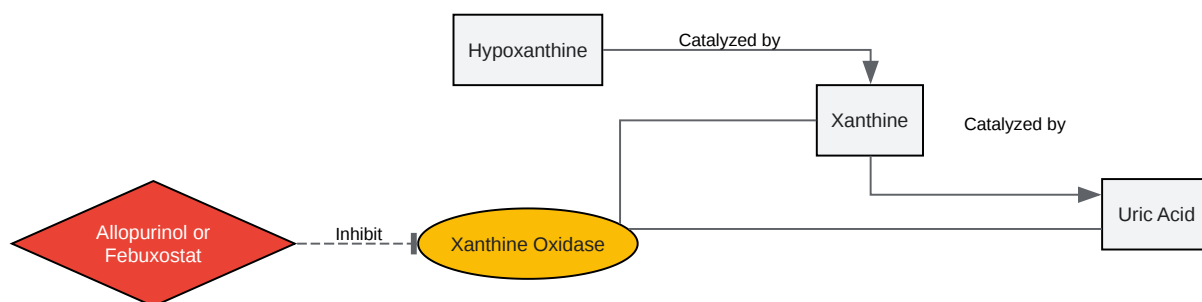 Hypoxanthine
Catalyzed by
Xanthine
Catalyzed by
Uric Acid
Allopurinol or
Febuxostat
Inhibit
Xanthine Oxidase